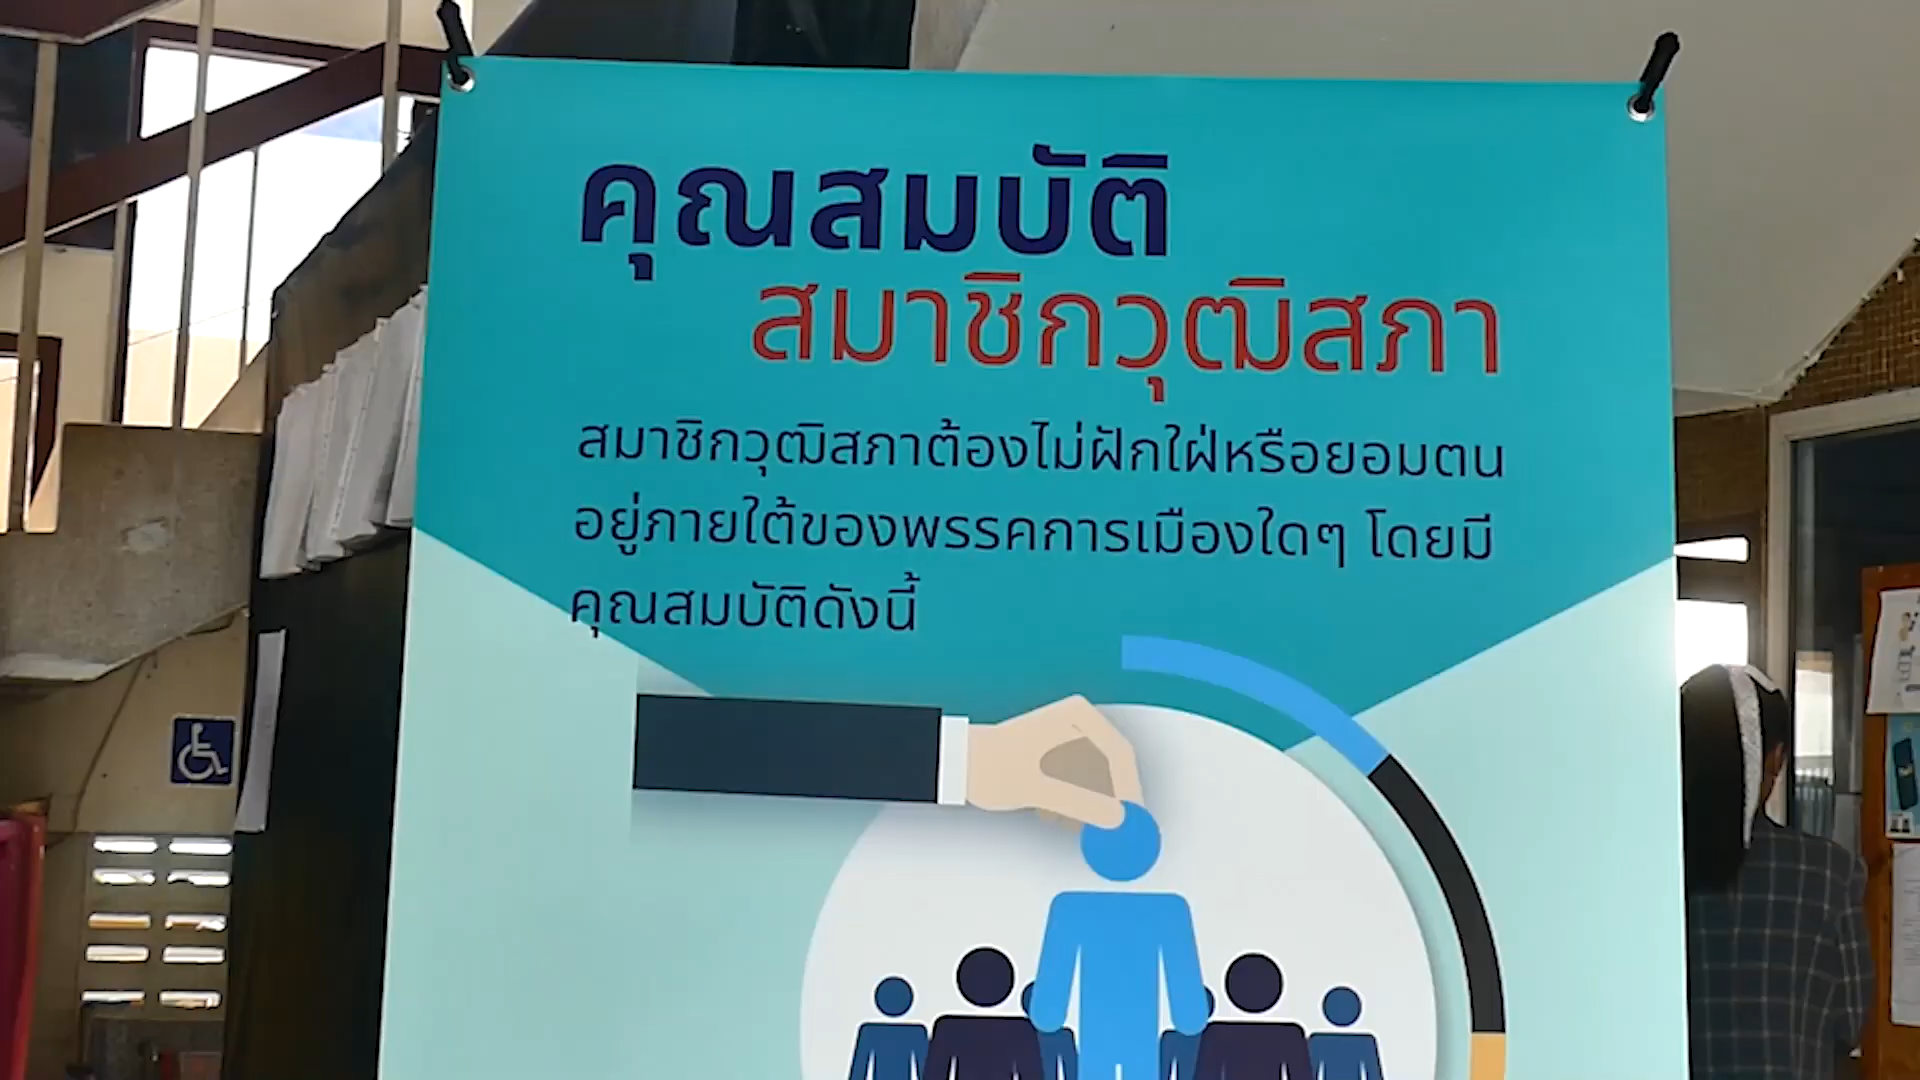 คุณสมบัติ
สมาชิกวุฒิสภา
สมาชิกวุฒิสภาต้องไม่ฝักใฝ่หรือยอมตน
อยู่ภายใต้ของพรรคการเมืองใดๆ โดยมี
คุณสมบัติดังนี้